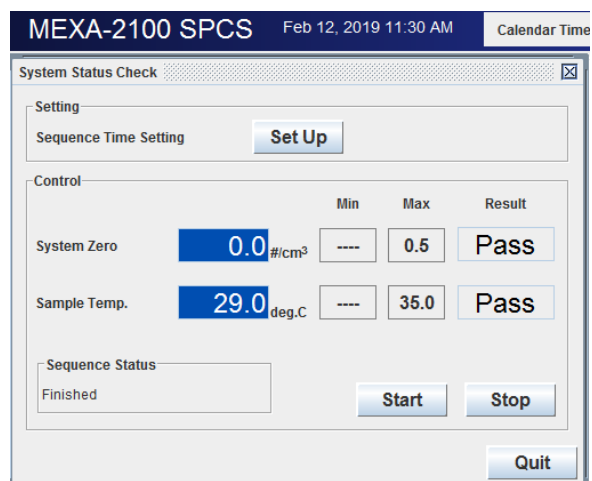 MEXA-2100 SPCS Feb 12, 2019 11:30 AM Calendar Time
System Status Check
Setting
Sequence Time Setting Set Up
Control
Min Max Result
System Zero 0.0 #/cm³ ---- 0.5 Pass
Sample Temp. 29.0 deg.C ---- 35.0 Pass
Sequence Status
Finished
Start Stop
Quit